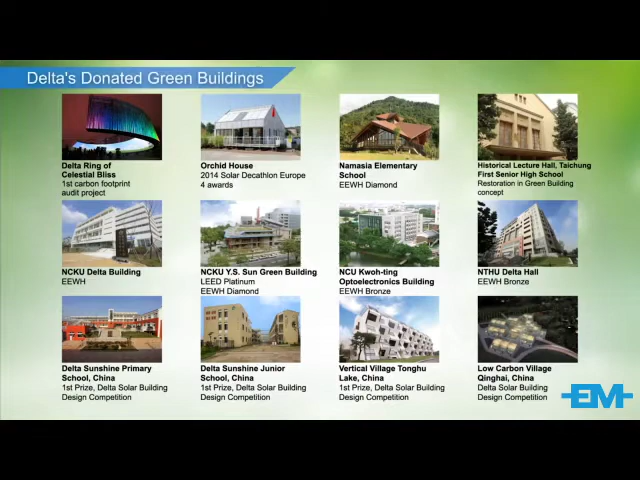 Delta's Donated Green Buildings
Delta Ring of
Celestial Bliss
1st carbon footprint
audit project
Orchid House
2014 Solar Decathlon Europe
4 awards
Namasia Elementary
School
EEWH Diamond
Historical Lecture Hall, Taichung
First Senior High School
Restoration in Green Building
concept
NCKU Delta Building
EEWH
NCKU Y.S. Sun Green Building
LEED Platinum
EEWH Diamond
NCU Kwoh-ting
Optoelectronics Building
EEWH Bronze
NTHU Delta Hall
EEWH Bronze
Delta Sunshine Primary
School, China
1st Prize, Delta Solar Building
Design Competition
Delta Sunshine Junior
School, China
1st Prize, Delta Solar Building
Design Competition
Vertical Village Tonghu
Lake, China
1st Prize, Delta Solar Building
Design Competition
Low Carbon Village
Qinghai, China
Delta Solar Building
Design Competition
EM